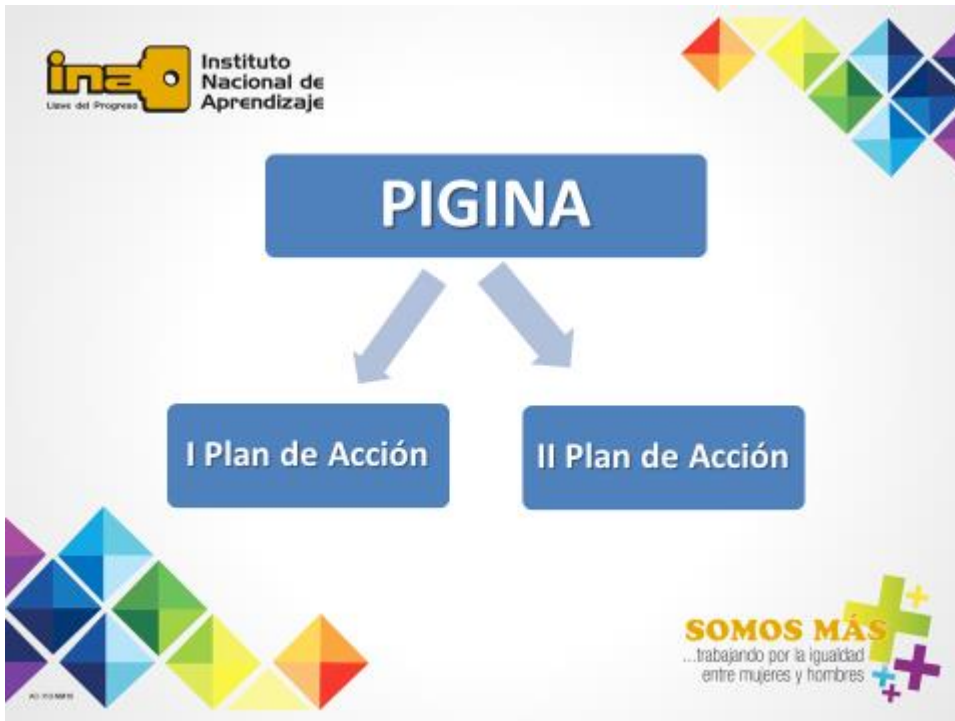 ina
Llave del Progreso
Instituto
Nacional de
Aprendizaje
PIGINA
I Plan de Acción
II Plan de Acción
SOMOS MÁS
...trabajando por la igualdad
entre mujeres y hombres